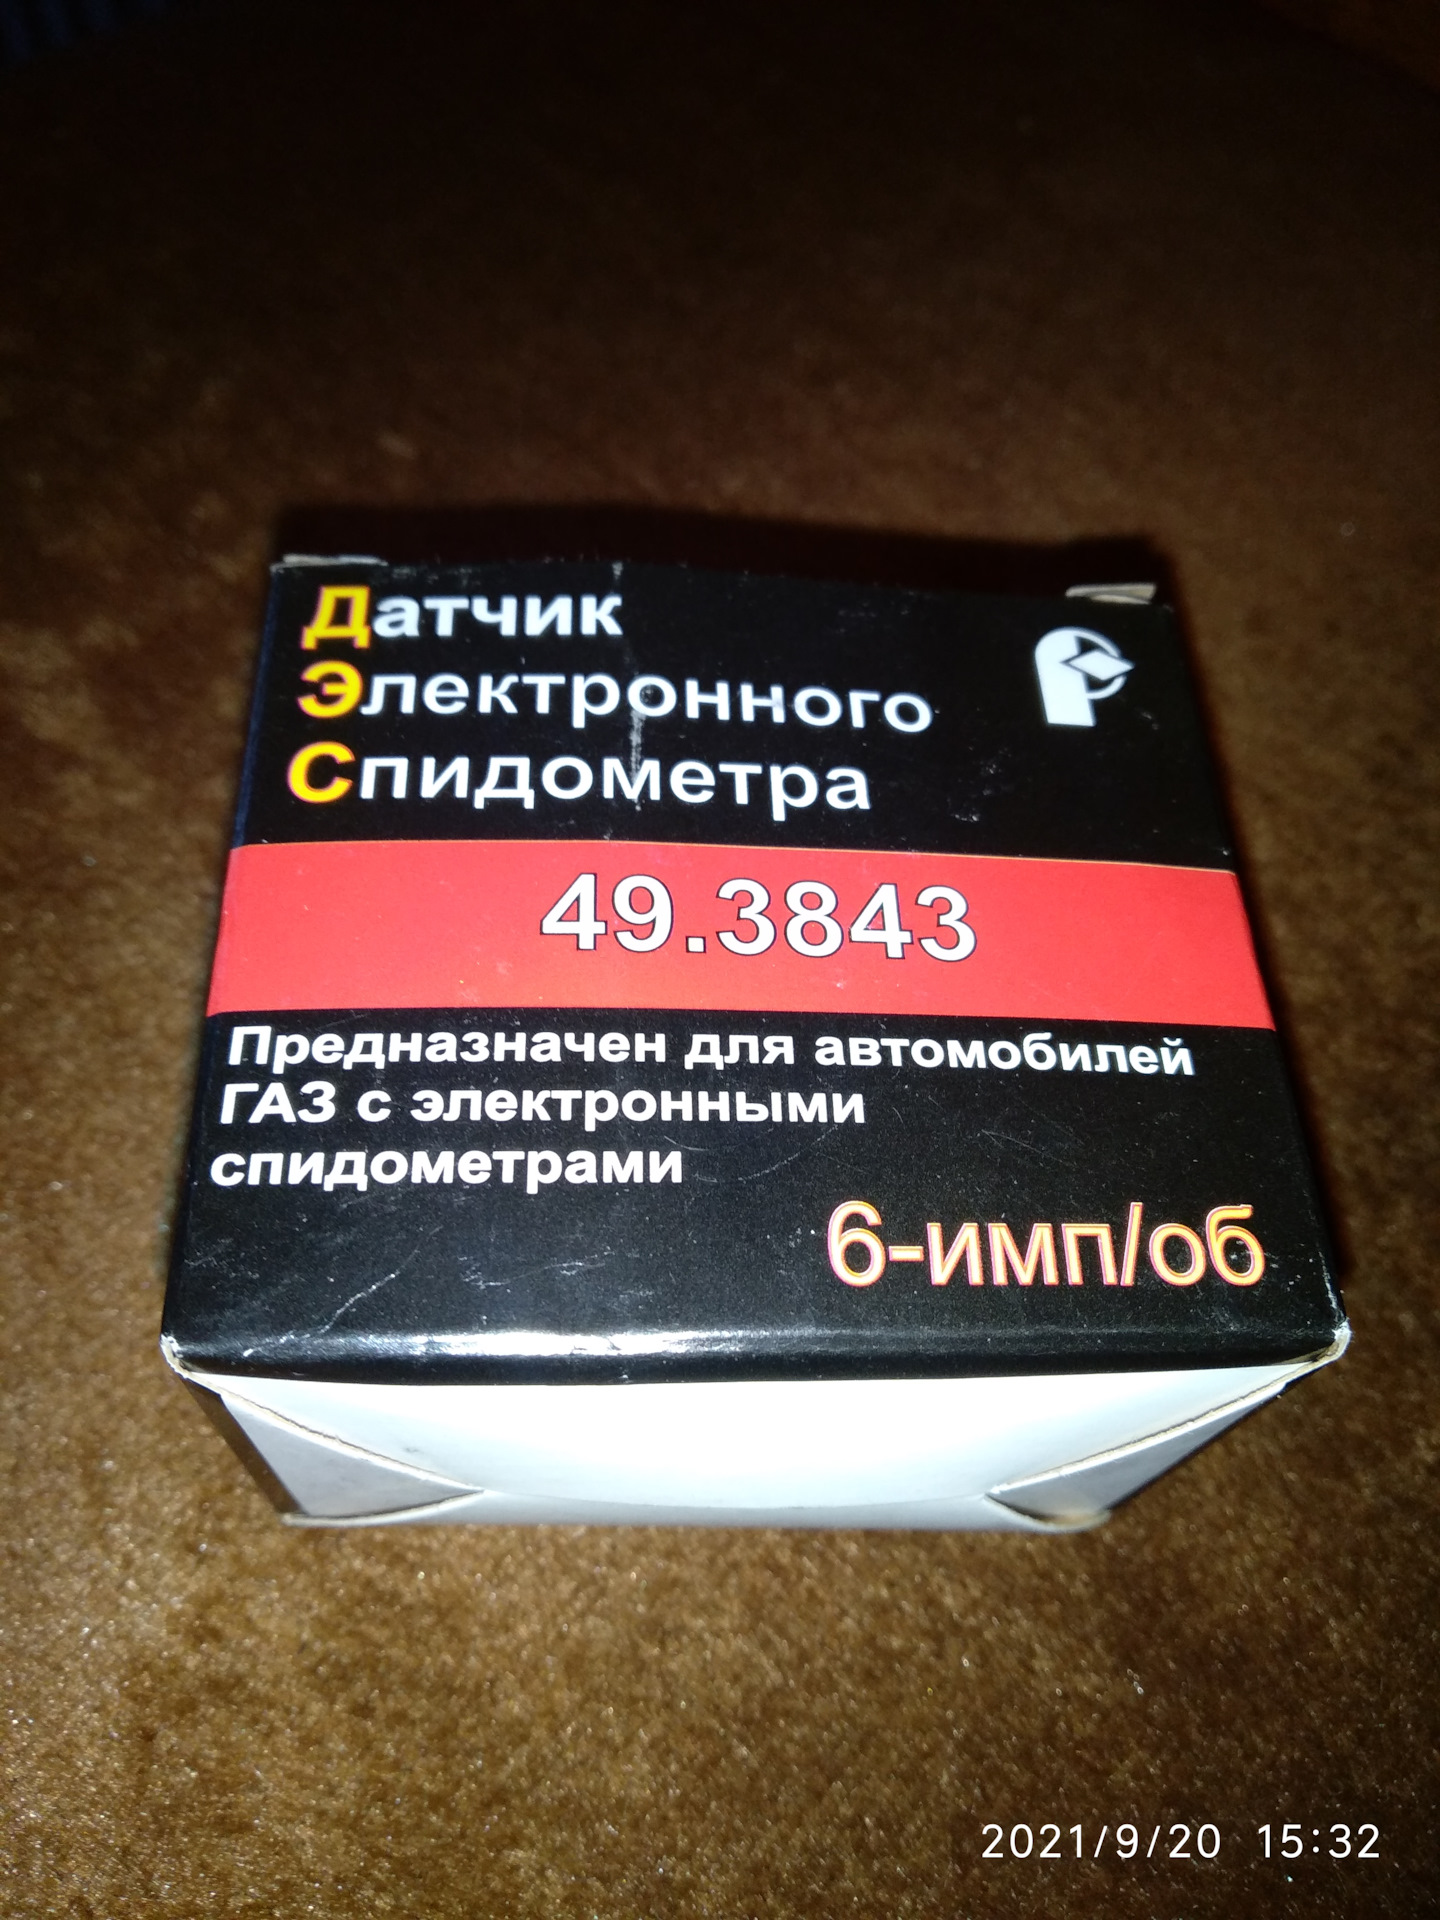 Датчик
Электронного
Спидометра
49.3843
Предназначен для автомобилей
ГАЗ с электронными
спидометрами
6-имп/об
2021/9/20 15:32